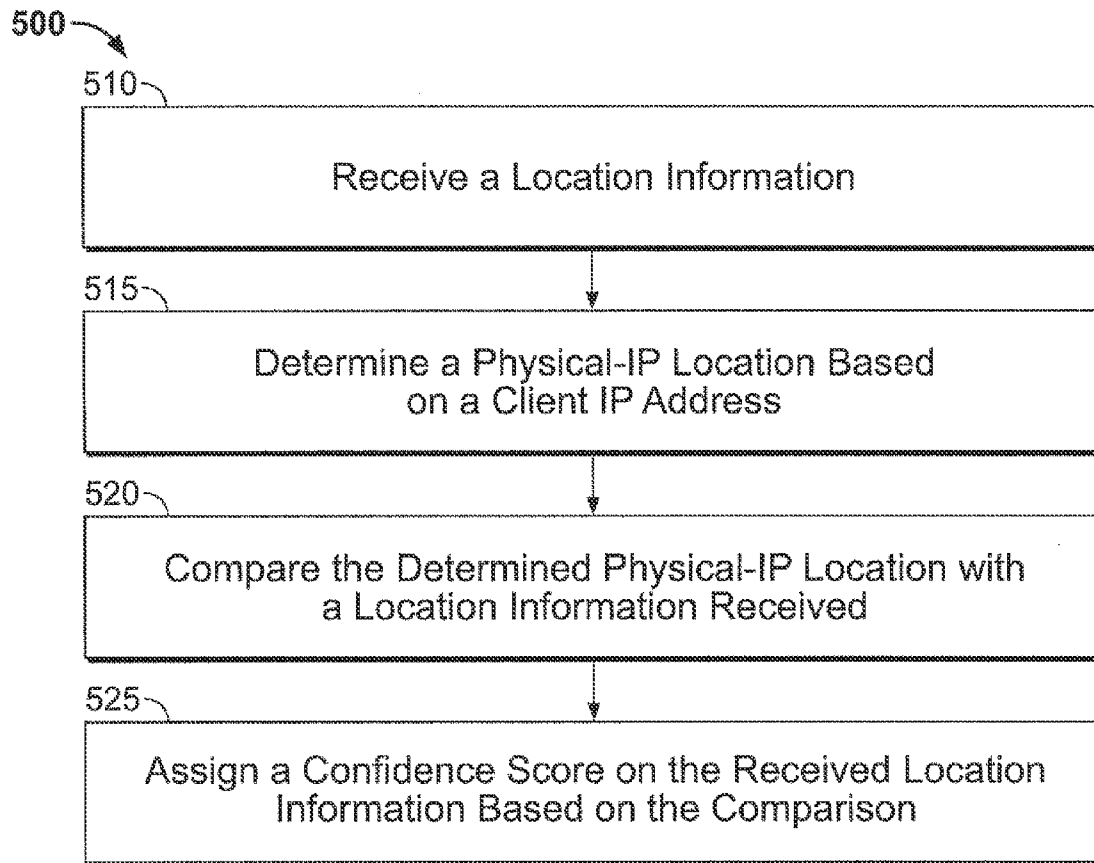 500
510
Receive a Location Information
515
Determine a Physical-IP Location Based
on a Client IP Address
520
Compare the Determined Physical-IP Location with
a Location Information Received
525
Assign a Confidence Score on the Received Location
Information Based on the Comparison